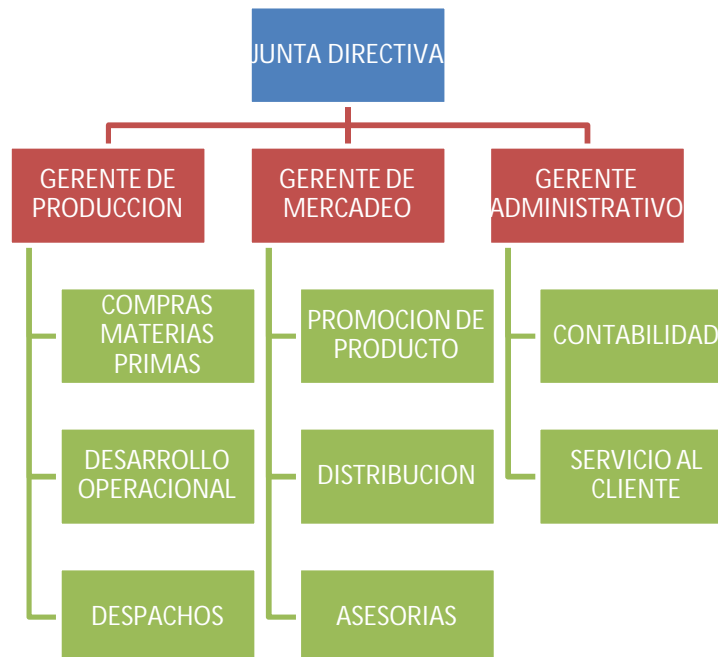 JUNTA DIRECTIVA
GERENTE DE
PRODUCCION
GERENTE DE
MERCADEO
GERENTE
ADMINISTRATIVO
COMPRAS
MATERIAS
PRIMAS
DESARROLLO
OPERACIONAL
DESPACHOS
PROMOCION DE
PRODUCTO
DISTRIBUCION
ASESORIAS
CONTABILIDAD
SERVICIO AL
CLIENTE